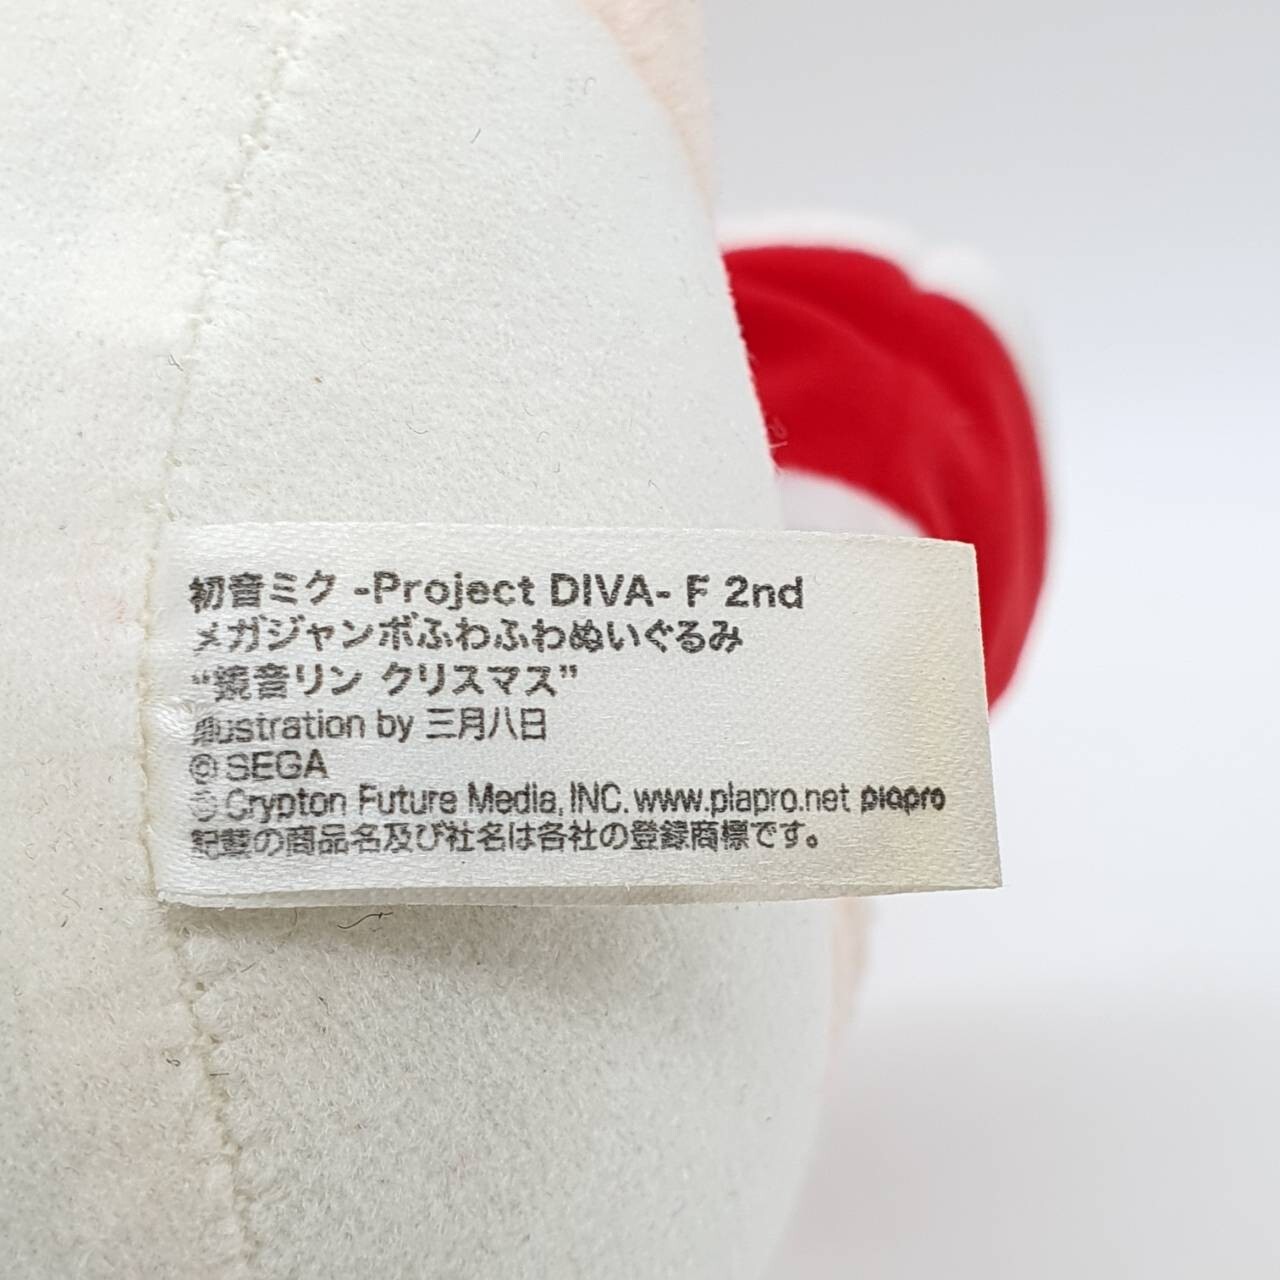 初音ミク -Project DIVA- F 2nd
メガジャンボふわふわぬいぐるみ
“鏡音リン クリスマス”
Illustration by 三月八日
© SEGA
© Crypton Future Media, INC. www.piapro.net piapro
記載の商品名及び社名は各社の登録商標です。